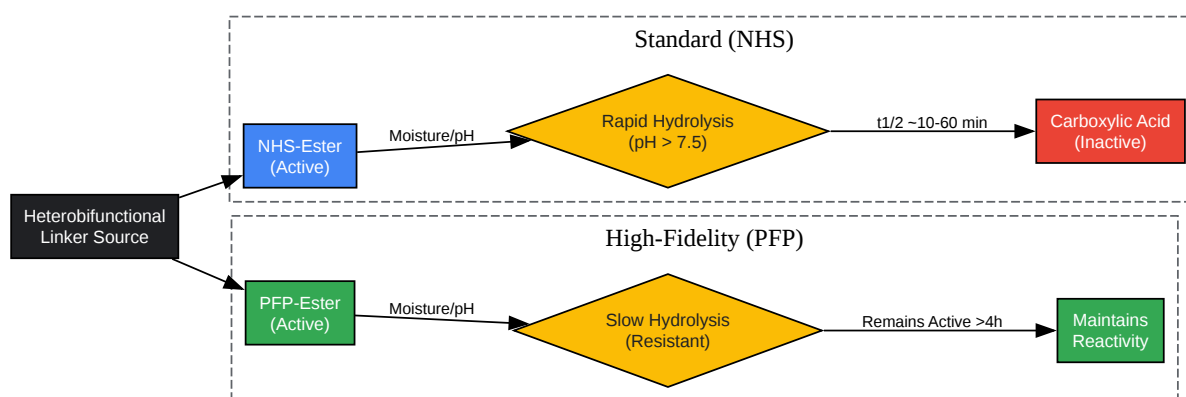 Standard (NHS)
NHS-Ester
(Active)
Moisture/pH
Rapid Hydrolysis
(pH > 7.5)
t1/2 ~10-60 min
Carboxylic Acid
(Inactive)
Heterobifunctional
Linker Source
High-Fidelity (PFP)
PFP-Ester
(Active)
Moisture/pH
Slow Hydrolysis
(Resistant)
Remains Active >4h
Maintains
Reactivity